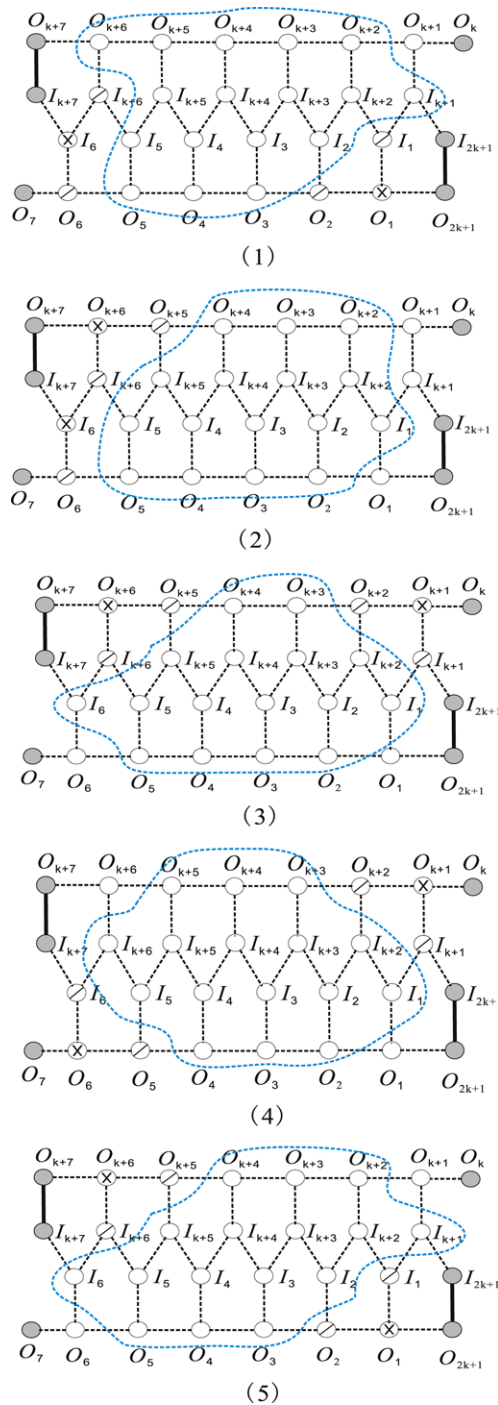 O_{k+7} O_{k+6} O_{k+5} O_{k+4} O_{k+3} O_{k+2} O_{k+1} O_k
I_{k+7} I_{k+6} I_{k+5} I_{k+4} I_{k+3} I_{k+2} I_{k+1}
I_6 I_5 I_4 I_3 I_2 I_1 I_{2k+1}
O_7 O_6 O_5 O_4 O_3 O_2 O_1 O_{2k+1}
(1)
O_{k+7} O_{k+6} O_{k+5} O_{k+4} O_{k+3} O_{k+2} O_{k+1} O_k
I_{k+7} I_{k+6} I_{k+5} I_{k+4} I_{k+3} I_{k+2} I_{k+1}
I_6 I_5 I_4 I_3 I_2 I_1 I_{2k+1}
O_7 O_6 O_5 O_4 O_3 O_2 O_1 O_{2k+1}
(2)
O_{k+7} O_{k+6} O_{k+5} O_{k+4} O_{k+3} O_{k+2} O_{k+1} O_k
I_{k+7} I_{k+6} I_{k+5} I_{k+4} I_{k+3} I_{k+2} I_{k+1}
I_6 I_5 I_4 I_3 I_2 I_1 I_{2k+1}
O_7 O_6 O_5 O_4 O_3 O_2 O_1 O_{2k+1}
(3)
O_{k+7} O_{k+6} O_{k+5} O_{k+4} O_{k+3} O_{k+2} O_{k+1} O_k
I_{k+7} I_{k+6} I_{k+5} I_{k+4} I_{k+3} I_{k+2} I_{k+1}
I_6 I_5 I_4 I_3 I_2 I_1 I_{2k+1}
O_7 O_6 O_5 O_4 O_3 O_2 O_1 O_{2k+1}
(4)
O_{k+7} O_{k+6} O_{k+5} O_{k+4} O_{k+3} O_{k+2} O_{k+1} O_k
I_{k+7} I_{k+6} I_{k+5} I_{k+4} I_{k+3} I_{k+2} I_{k+1}
I_6 I_5 I_4 I_3 I_2 I_1 I_{2k+1}
O_7 O_6 O_5 O_4 O_3 O_2 O_1 O_{2k+1}
(5)